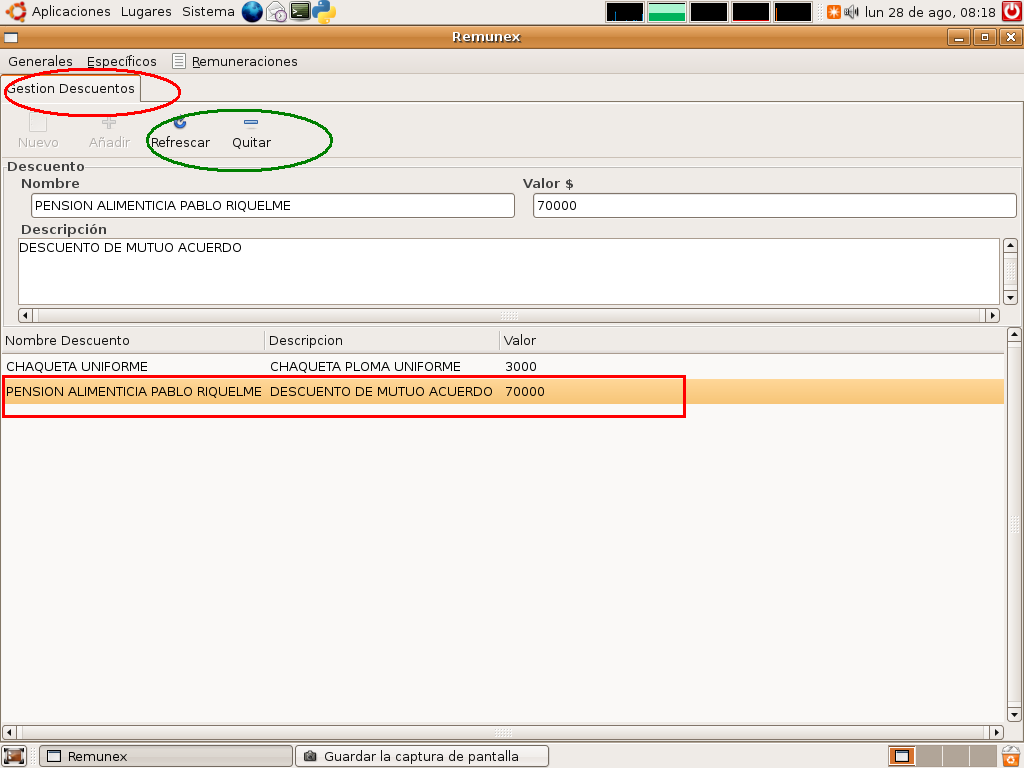 Aplicaciones Lugares Sistema lun 28 de ago, 08:18
Remunex
Generales Específicos Remuneraciones
Gestion Descuentos
Nuevo Añadir Refrescar Quitar
Descuento
Nombre Valor $
PENSION ALIMENTICIA PABLO RIQUELME 70000
Descripción
DESCUENTO DE MUTUO ACUERDO
Nombre Descuento Descripcion Valor
CHAQUETA UNIFORME CHAQUETA PLOMA UNIFORME 3000
PENSION ALIMENTICIA PABLO RIQUELME DESCUENTO DE MUTUO ACUERDO 70000
Remunex Guardar la captura de pantalla